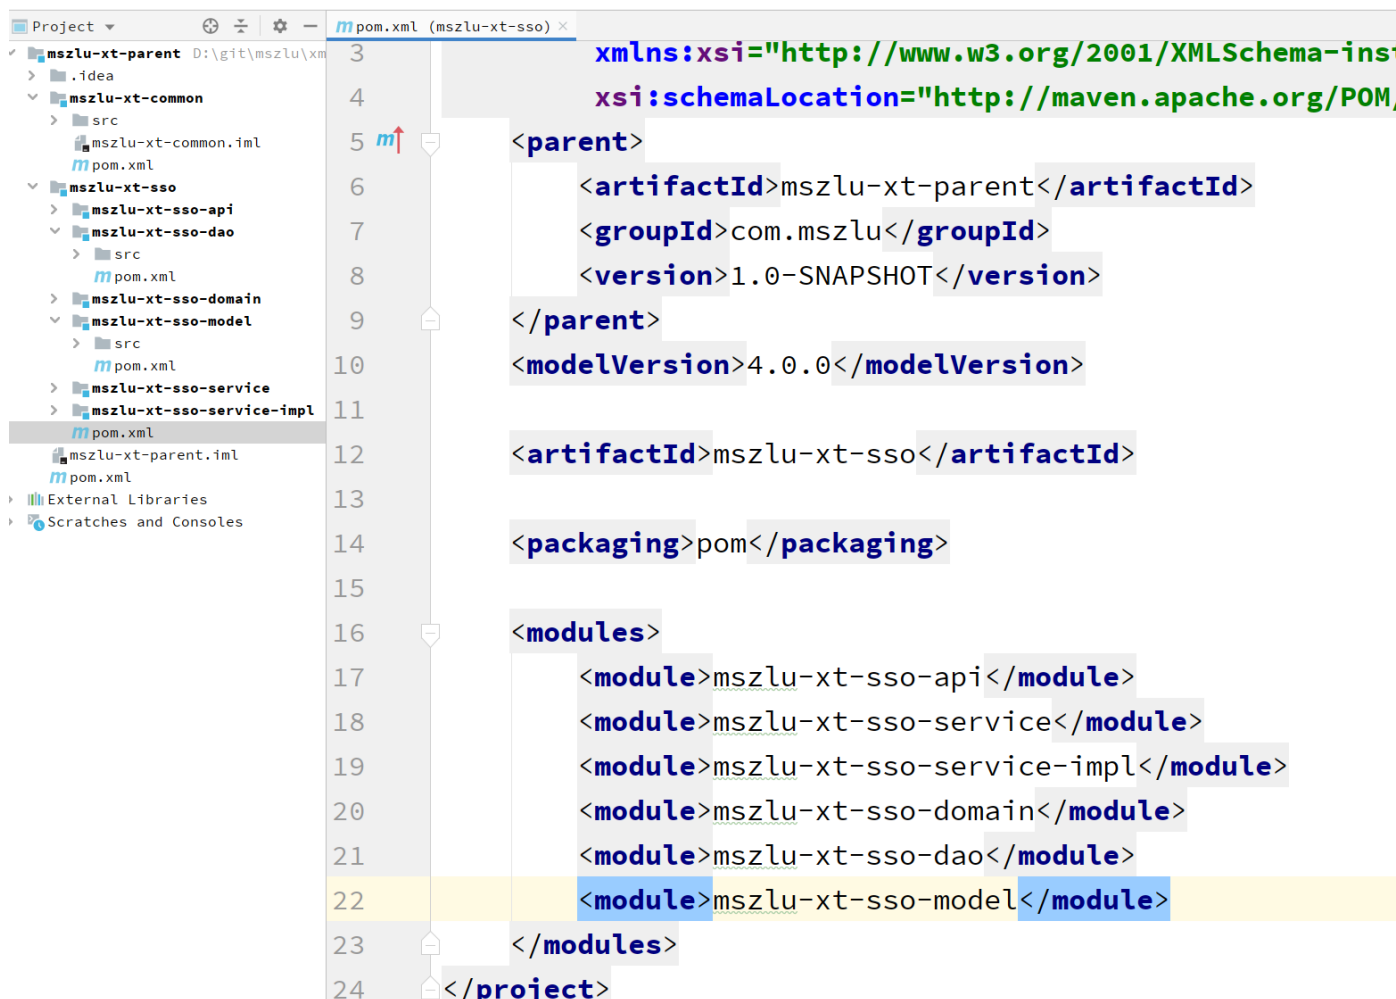 Project
mszlu-xt-parent D:\git\mszlu\xm
.idea
mszlu-xt-common
src
mszlu-xt-common.iml
pom.xml
mszlu-xt-sso
mszlu-xt-sso-api
mszlu-xt-sso-dao
src
pom.xml
mszlu-xt-sso-domain
mszlu-xt-sso-model
src
pom.xml
mszlu-xt-sso-service
mszlu-xt-sso-service-impl
pom.xml
mszlu-xt-parent.iml
pom.xml
External Libraries
Scratches and Consoles
pom.xml (mszlu-xt-sso)
3 xmlns:xsi="http://www.w3.org/2001/XMLSchema-inst
4 xsi:schemaLocation="http://maven.apache.org/POM/
5 <parent>
6 <artifactId>mszlu-xt-parent</artifactId>
7 <groupId>com.mszlu</groupId>
8 <version>1.0-SNAPSHOT</version>
9 </parent>
10 <modelVersion>4.0.0</modelVersion>
11
12 <artifactId>mszlu-xt-sso</artifactId>
13
14 <packaging>pom</packaging>
15
16 <modules>
17 <module>mszlu-xt-sso-api</module>
18 <module>mszlu-xt-sso-service</module>
19 <module>mszlu-xt-sso-service-impl</module>
20 <module>mszlu-xt-sso-domain</module>
21 <module>mszlu-xt-sso-dao</module>
22 <module>mszlu-xt-sso-model</module>
23 </modules>
24 </project>